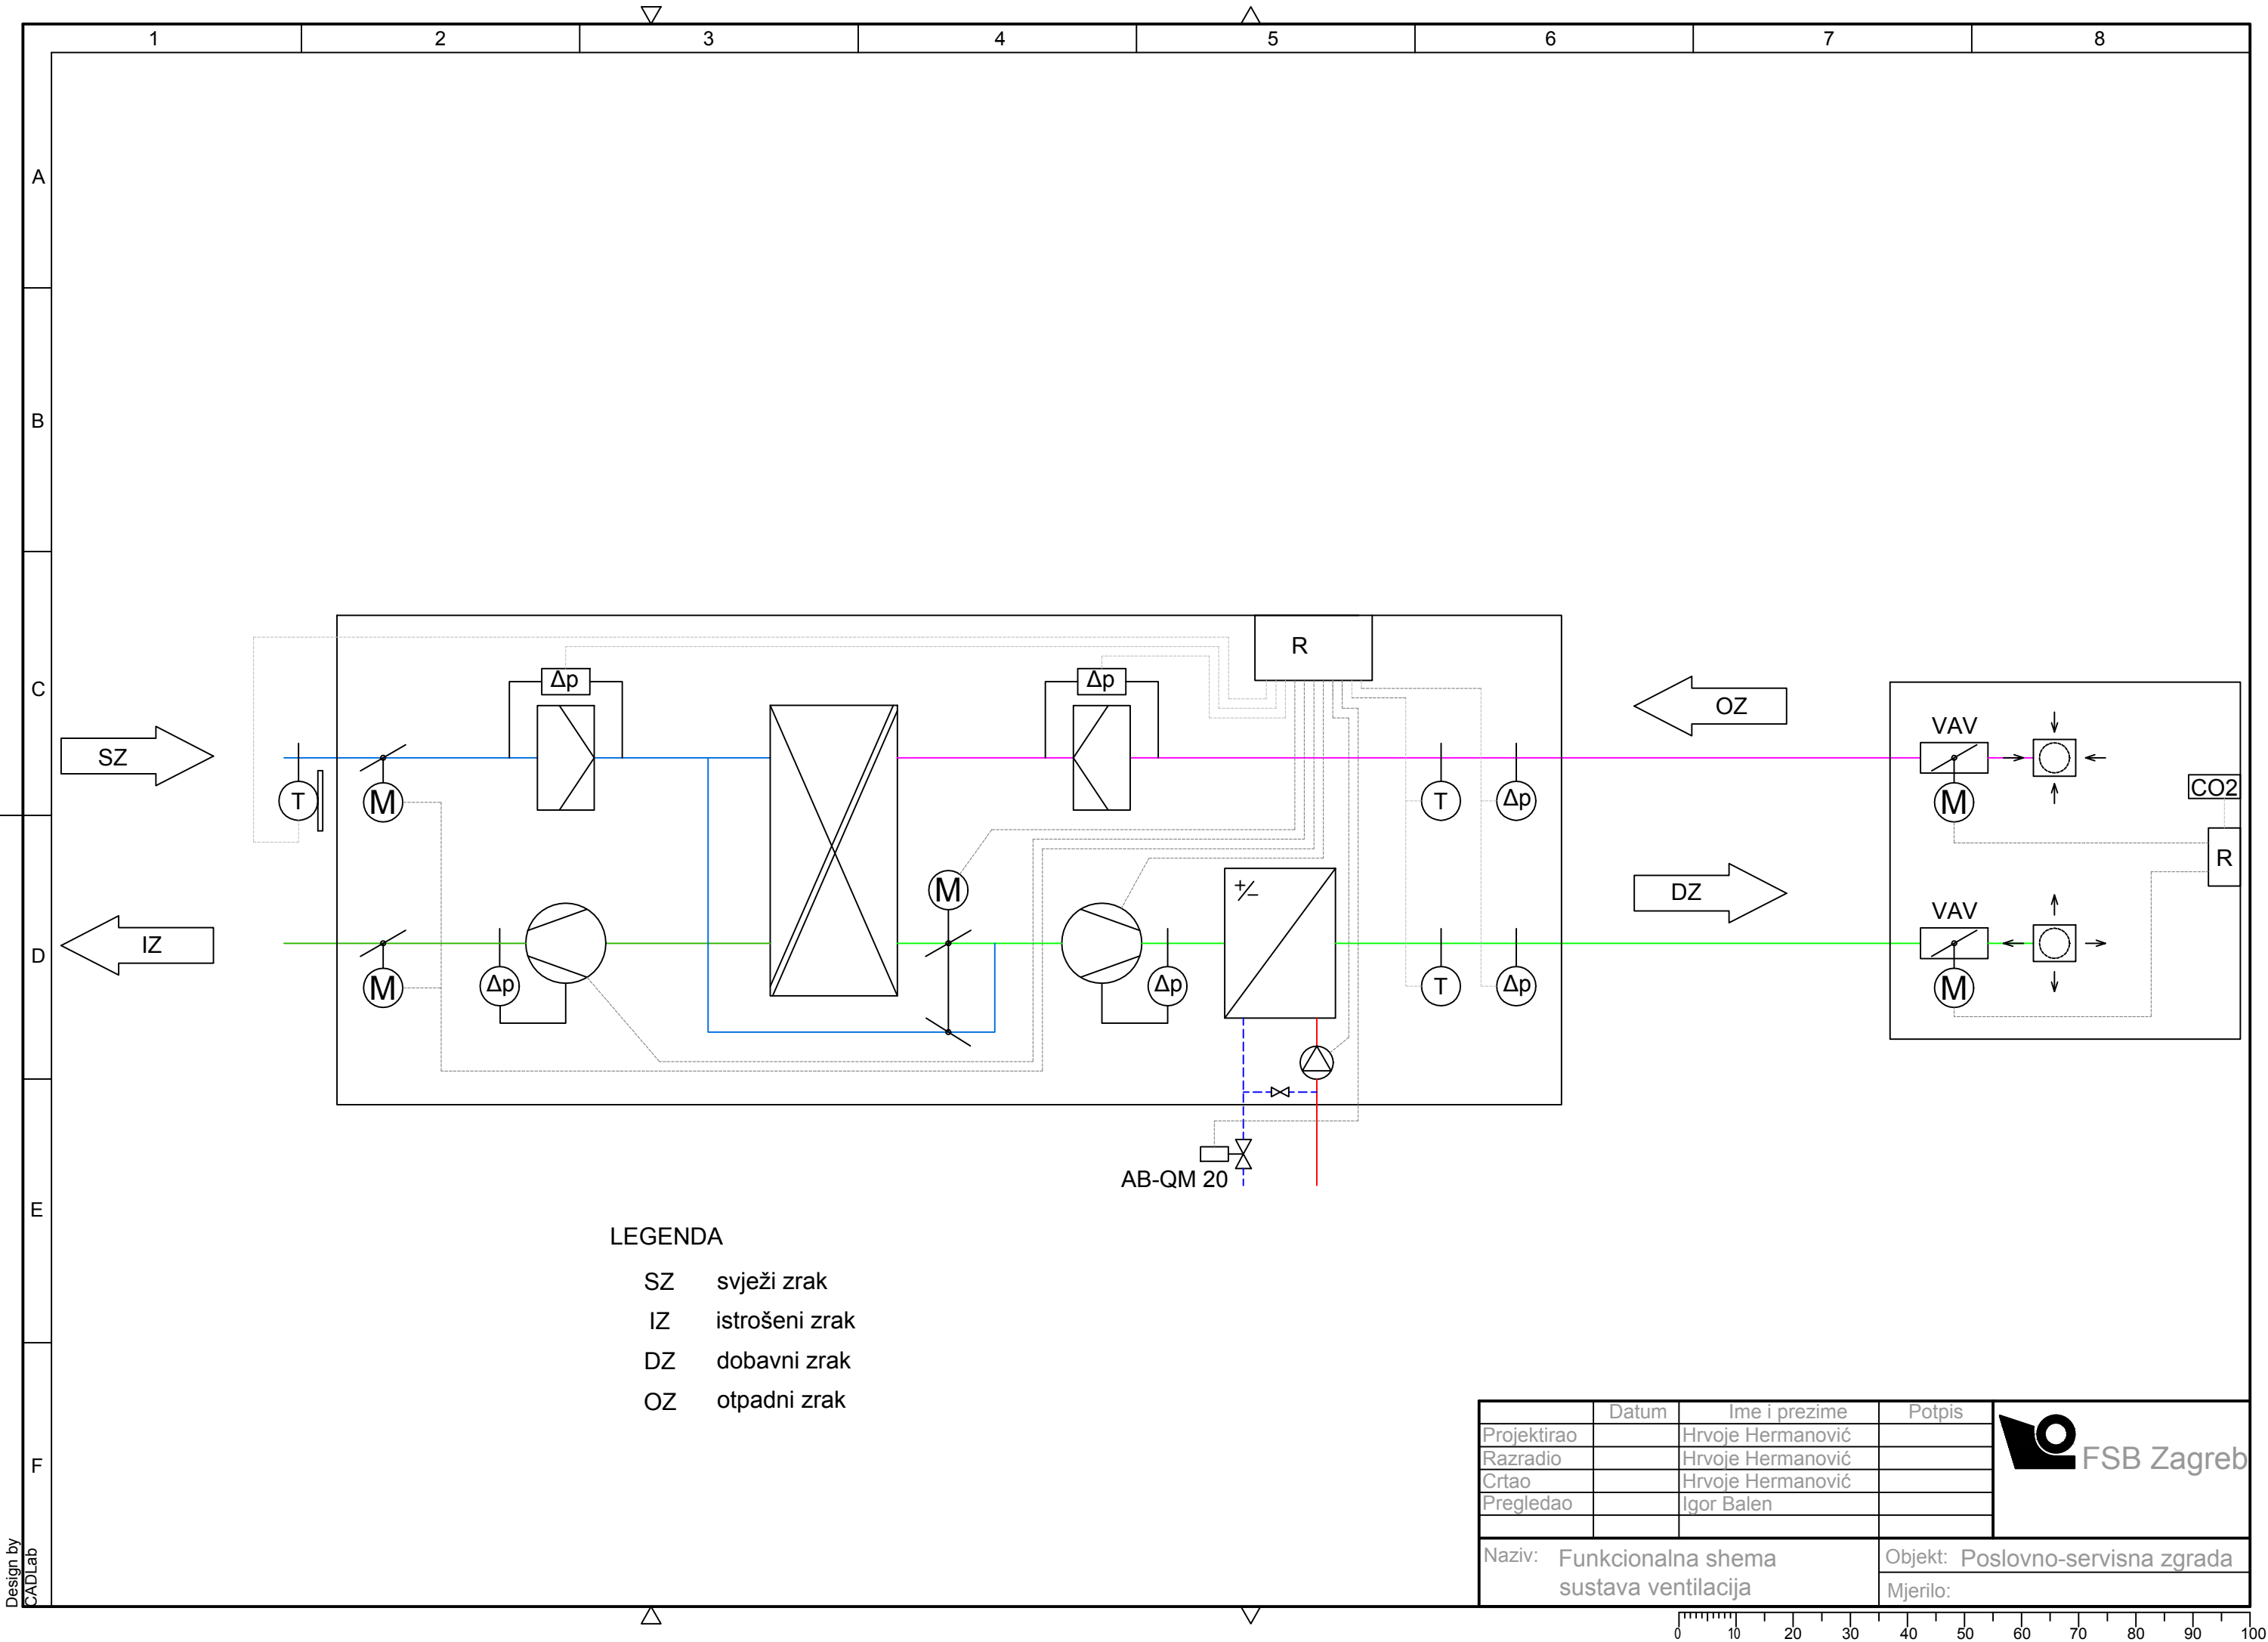 1 2 3 4 5 6 7 8
A
B
C
D
E
F
R
Δp Δp
OZ
SZ
VAV
T M T Δp M
CO2
R
M
DZ
+/-
VAV
IZ
M Δp Δp T Δp M
AB-QM 20
LEGENDA
SZ svježi zrak
IZ istrošeni zrak
DZ dobavni zrak
OZ otpadni zrak
Datum Ime i prezime Potpis
Projektirao Hrvoje Hermanović
Razradio Hrvoje Hermanović
Crtao Hrvoje Hermanović
Pregledao Igor Balen
FSB Zagreb
Naziv: Funkcionalna shema
sustava ventilacija
Objekt: Poslovno-servisna zgrada
Mjerilo:
Design by
CADLab
0 10 20 30 40 50 60 70 80 90 100